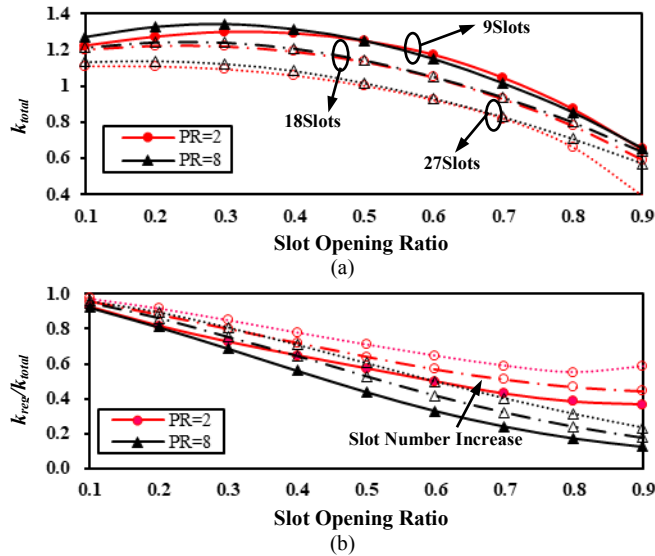 1.4
1.2
1
0.8
0.6
0.4
k_total
9Slots
18Slots
27Slots
PR=2
PR=8
0.1 0.2 0.3 0.4 0.5 0.6 0.7 0.8 0.9
Slot Opening Ratio
(a)
1.0
0.8
0.6
0.4
0.2
0.0
k_reg/k_total
Slot Number Increase
PR=2
PR=8
0.1 0.2 0.3 0.4 0.5 0.6 0.7 0.8 0.9
Slot Opening Ratio
(b)